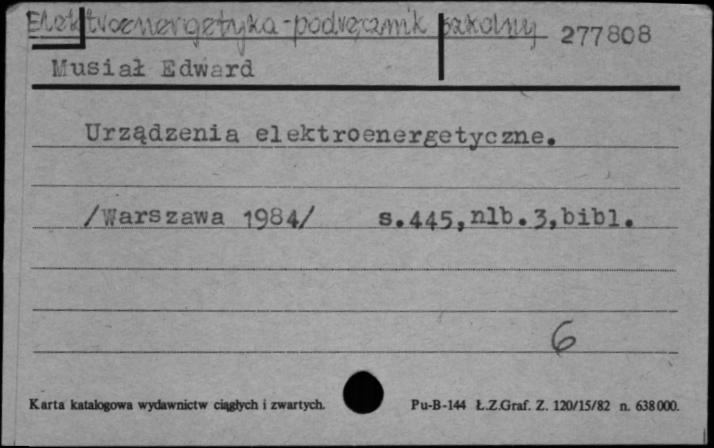 Elektroenergetyka-podręcznik szkolny 277808
Musiał Edward
Urządzenia elektroenergetyczne.
/Warszawa 1984/ s.445,nlb.3,bibl.
6
Karta katalogowa wydawnictw ciągłych i zwartych. Pu-B-144 Ł.Z.Graf. Z. 120/15/82 n. 638000.